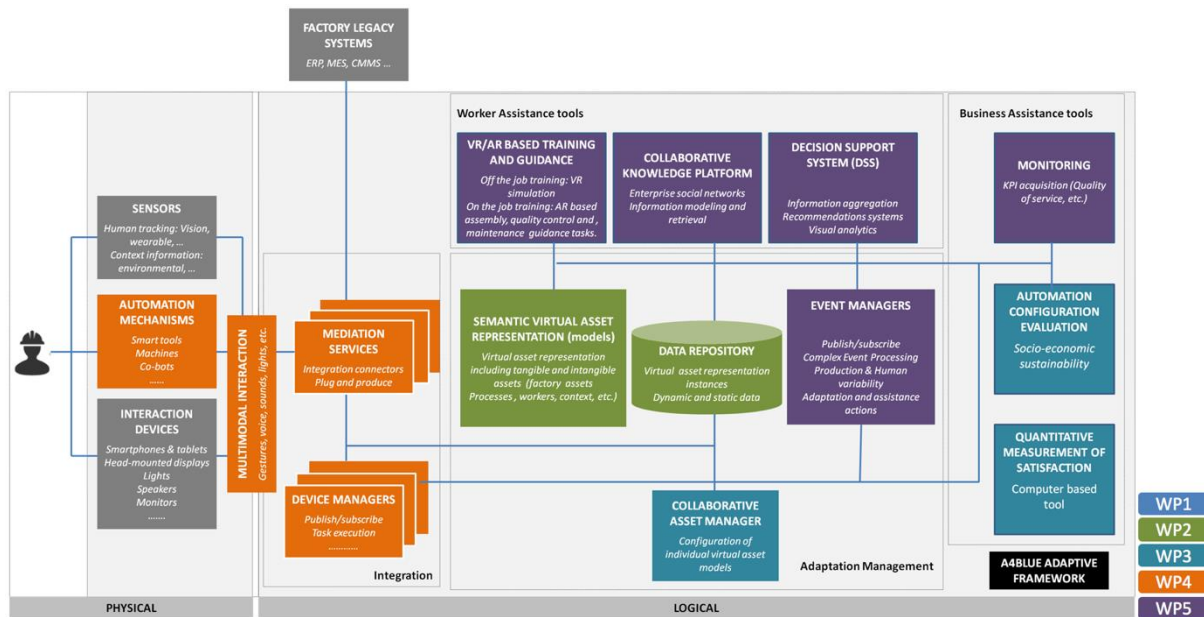 FACTORY LEGACY
SYSTEMS
ERP, MES, CMMS ...
Worker Assistance tools
Business Assistance tools
VR/AR BASED TRAINING
AND GUIDANCE
Off the job training: VR
simulation
On the job training: AR based
assembly, quality control and ,
maintenance guidance tasks.
COLLABORATIVE
KNOWLEDGE PLATFORM
Enterprise social networks
Information modeling and
retrieval
DECISION SUPPORT
SYSTEM (DSS)
Information aggregation
Recommendations systems
Visual analytics
MONITORING
KPI acquisition (Quality
of service, etc.)
SENSORS
Human tracking: Vision,
wearable, ...
Context information:
environmental, ...
AUTOMATION
MECHANISMS
Smart tools
Machines
Co-bots
......
INTERACTION
DEVICES
Smartphones & tablets
Head-mounted displays
Lights
Speakers
Monitors
.......
MULTIMODAL INTERACTION
Gestures, voice, sounds, lights, etc.
MEDIATION
SERVICES
Integration connectors
Plug and produce
DEVICE MANAGERS
Publish/subscribe
Task execution
............
Integration
SEMANTIC VIRTUAL ASSET
REPRESENTATION (models)
Virtual asset representation
including tangible and intangible
assets (factory assets
Processes , workers, context, etc.)
DATA REPOSITORY
Virtual asset representation
instances
Dynamic and static data
EVENT MANAGERS
Publish/subscribe
Complex Event Processing
Production & Human
variability
Adaptation and assistance
actions
COLLABORATIVE
ASSET MANAGER
Configuration of
individual virtual asset
models
Adaptation Management
AUTOMATION
CONFIGURATION
EVALUATION
Socio-economic
sustainability
QUANTITATIVE
MEASUREMENT OF
SATISFACTION
Computer based
tool
A4BLUE ADAPTIVE
FRAMEWORK
PHYSICAL
LOGICAL
WP1
WP2
WP3
WP4
WP5